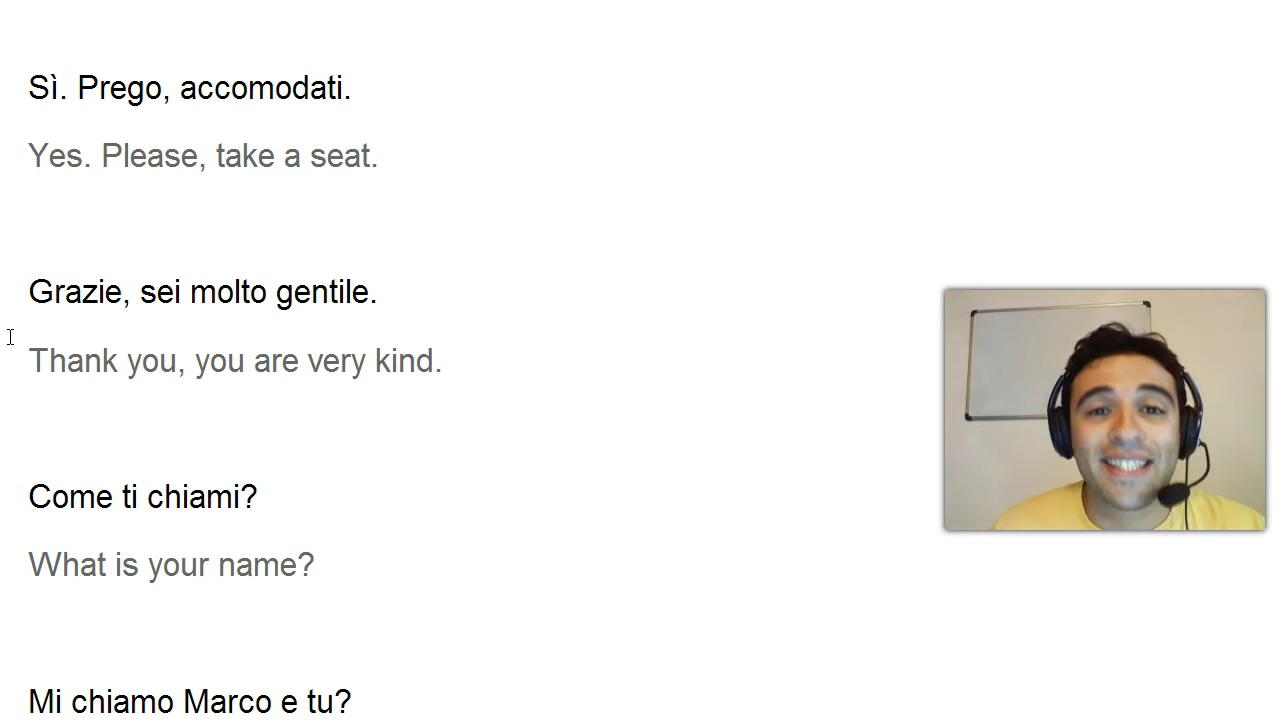 Sì. Prego, accomodati.
Yes. Please, take a seat.
Grazie, sei molto gentile.
Thank you, you are very kind.
Come ti chiami?
What is your name?
Mi chiamo Marco e tu?